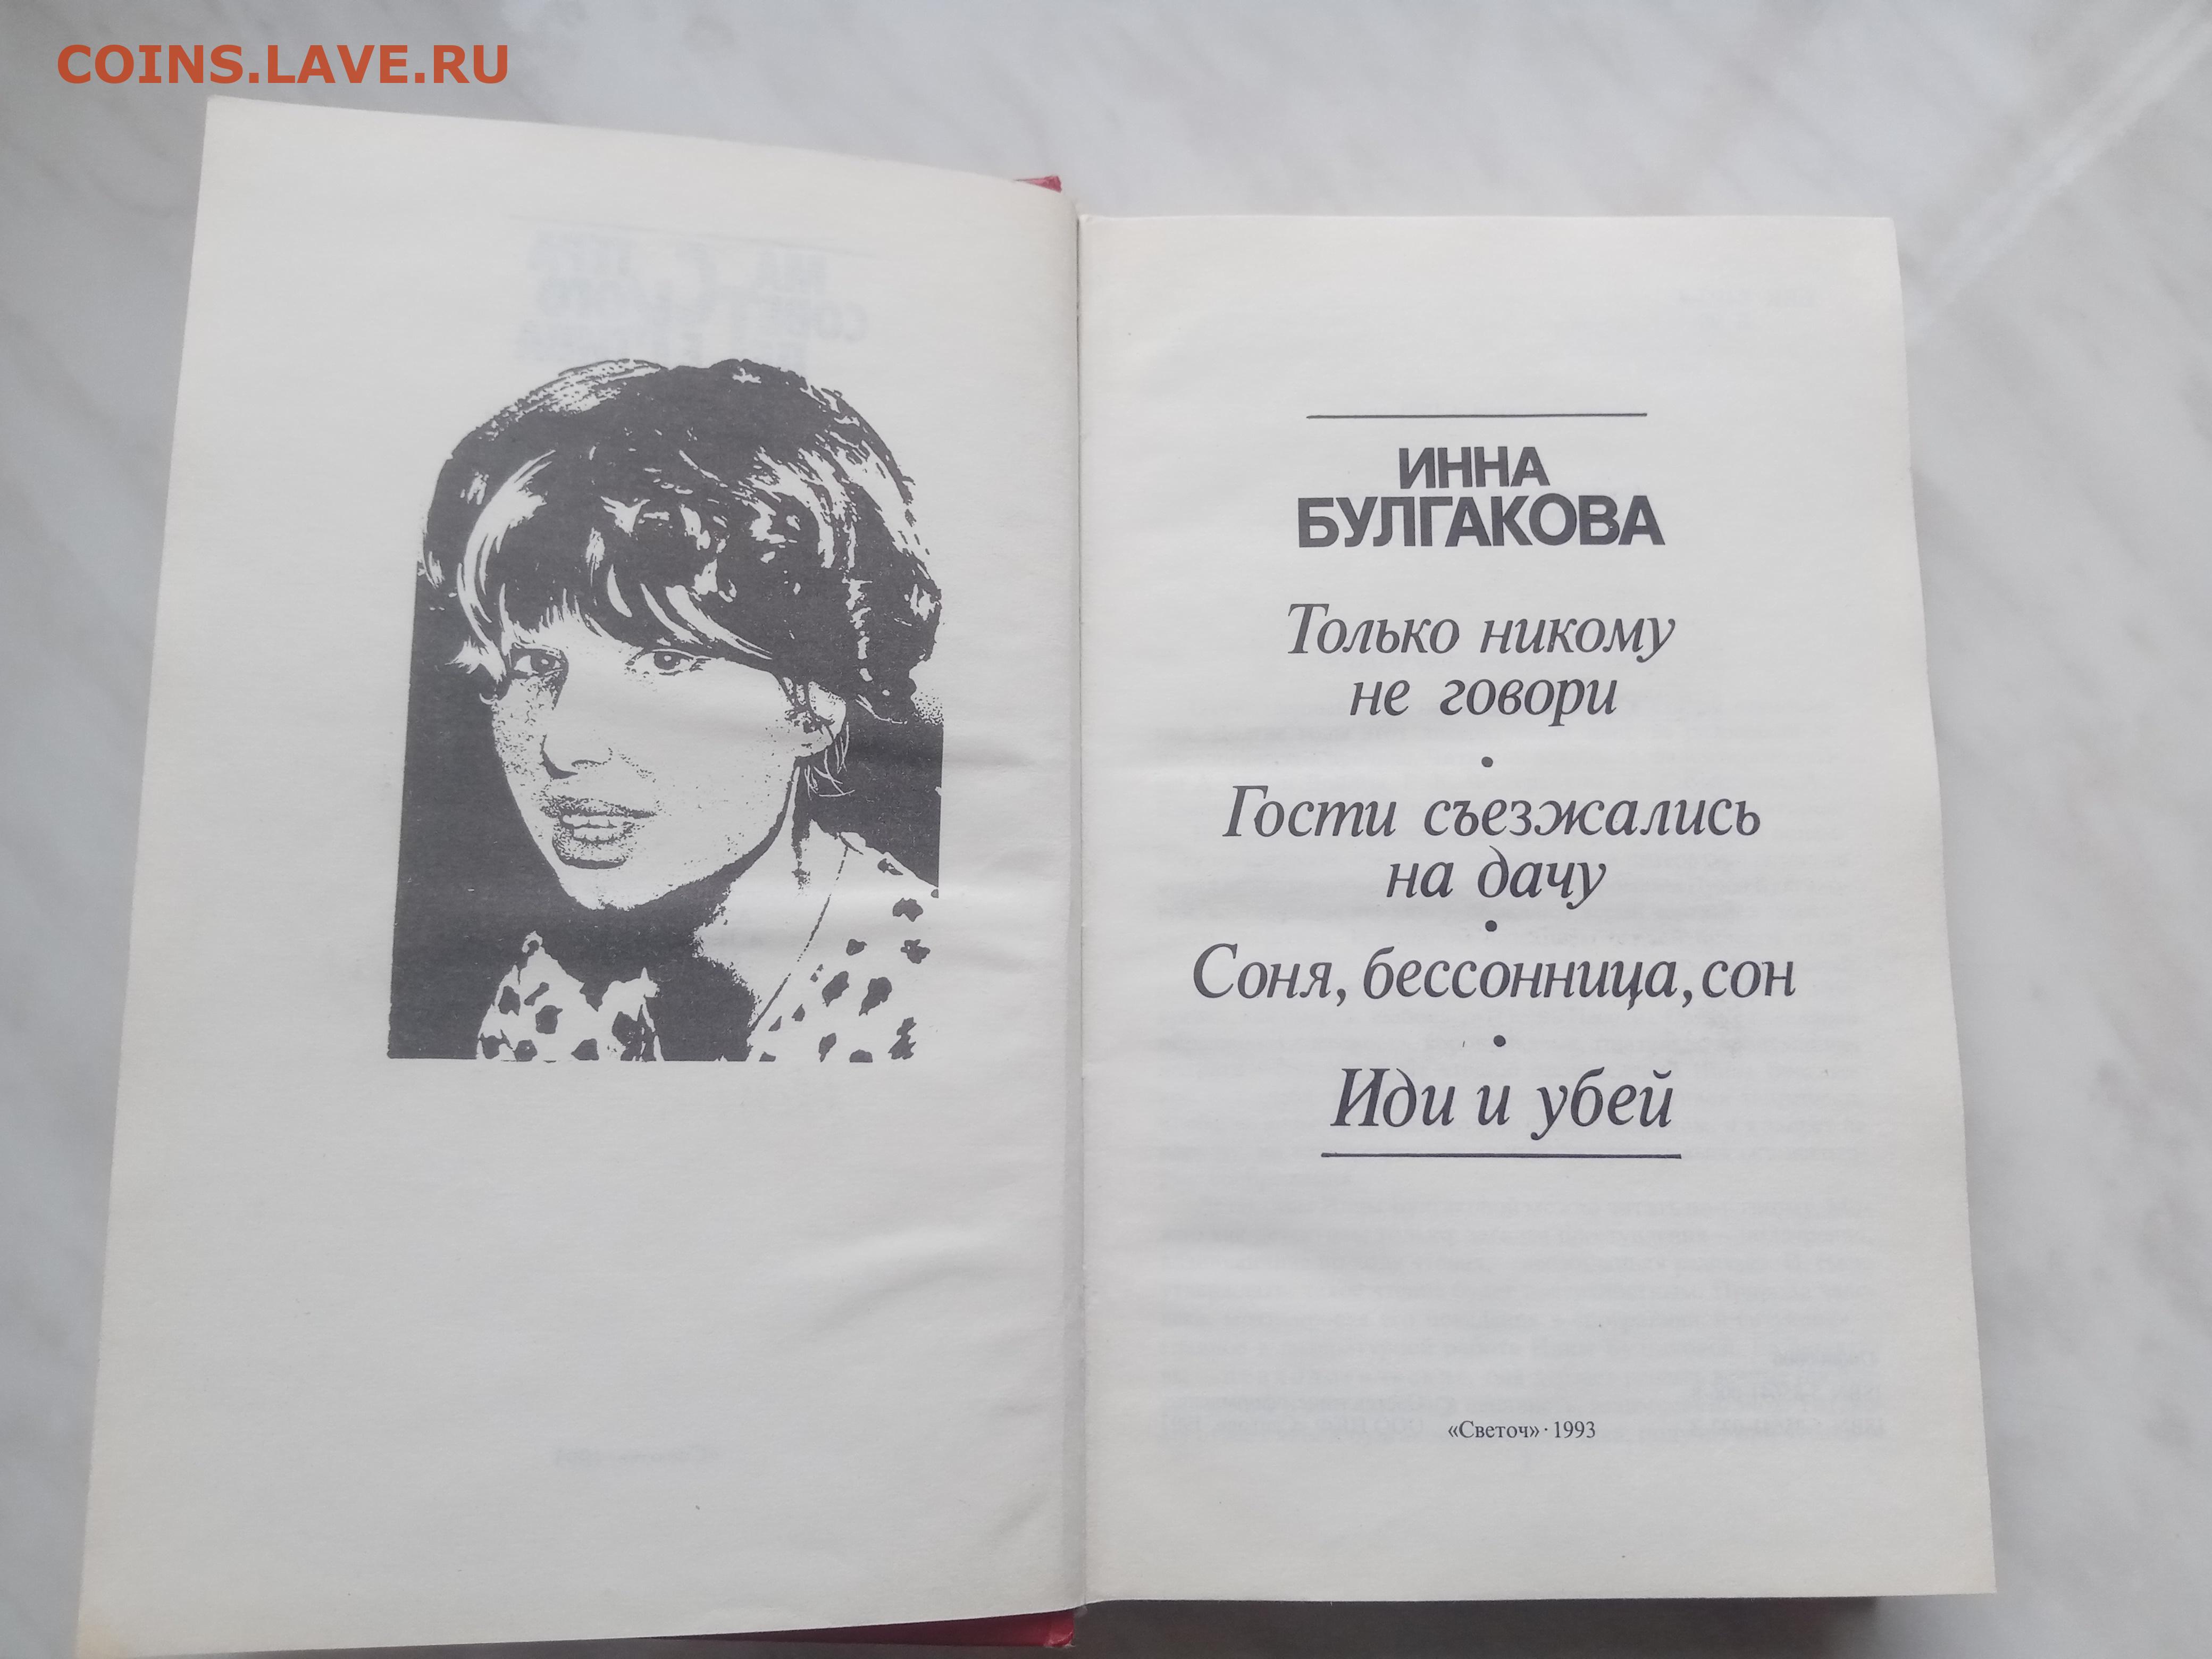 COINS.LAVE.RU
ИННА
БУЛГАКОВА
Только никому
не говори
•
Гости съезжались
на дачу
•
Соня, бессонница, сон
•
Иди и убей
«Светоч» · 1993